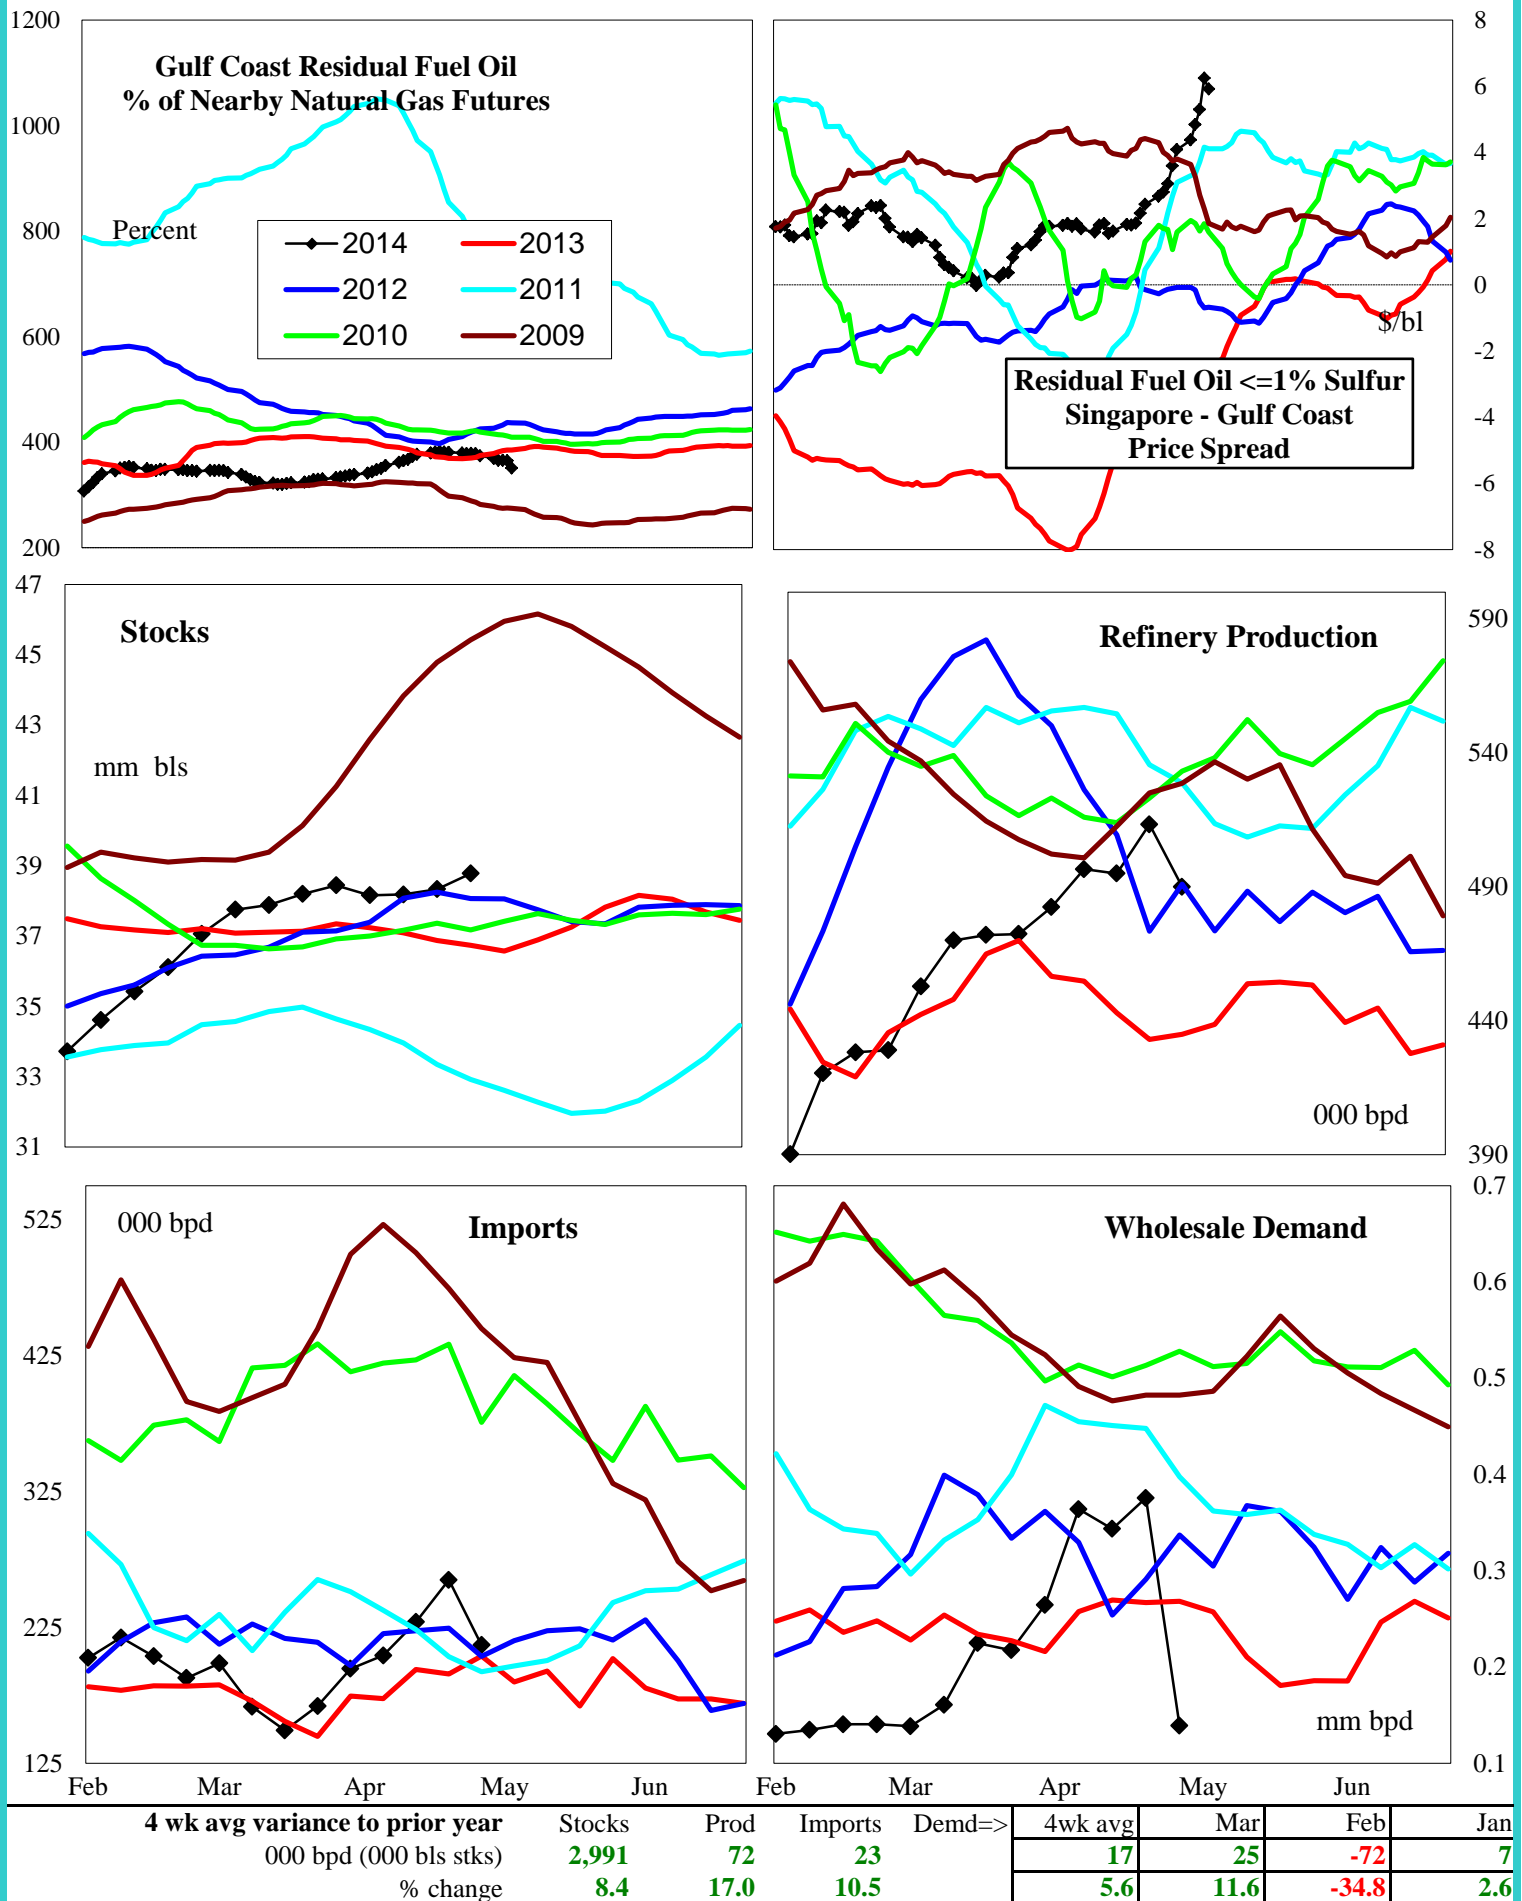 1200
1000
800
600
400
200
Gulf Coast Residual Fuel Oil
% of Nearby Natural Gas Futures
Percent
2014 2013
2012 2011
2010 2009
8
6
4
2
0
-2
-4
-6
-8
$/bl
Residual Fuel Oil <=1% Sulfur
Singapore - Gulf Coast
Price Spread
47
45
43
41
39
37
35
33
31
Stocks
mm bls
590
540
490
440
390
Refinery Production
000 bpd
525
425
325
225
125
000 bpd
Imports
Feb Mar Apr May Jun
0.7
0.6
0.5
0.4
0.3
0.2
0.1
Wholesale Demand
mm bpd
Feb Mar Apr May Jun
4 wk avg variance to prior year Stocks Prod Imports Demd=> 4wk avg Mar Feb Jan
000 bpd (000 bls stks) 2,991 72 23 17 25 -72 7
% change 8.4 17.0 10.5 5.6 11.6 -34.8 2.6